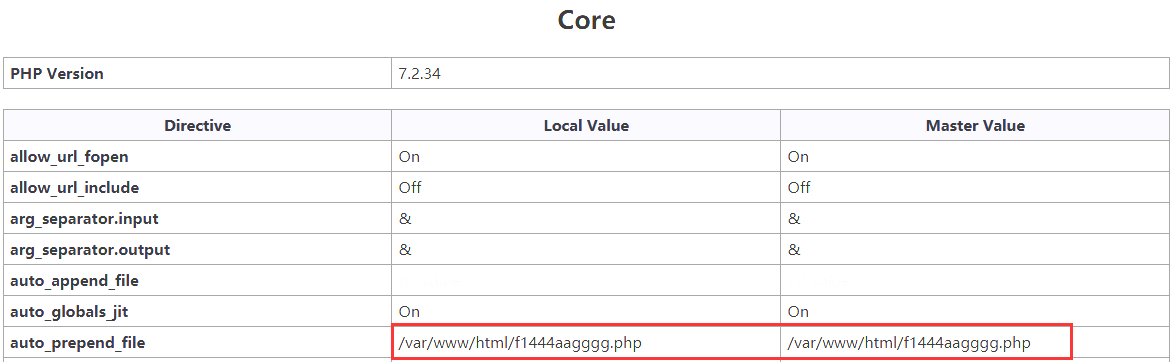 Core
PHP Version 7.2.34
Directive Local Value Master Value
allow_url_fopen On On
allow_url_include Off Off
arg_separator.input & &
arg_separator.output & &
auto_append_file
auto_globals_jit On On
auto_prepend_file /var/www/html/f1444aagggg.php /var/www/html/f1444aagggg.php